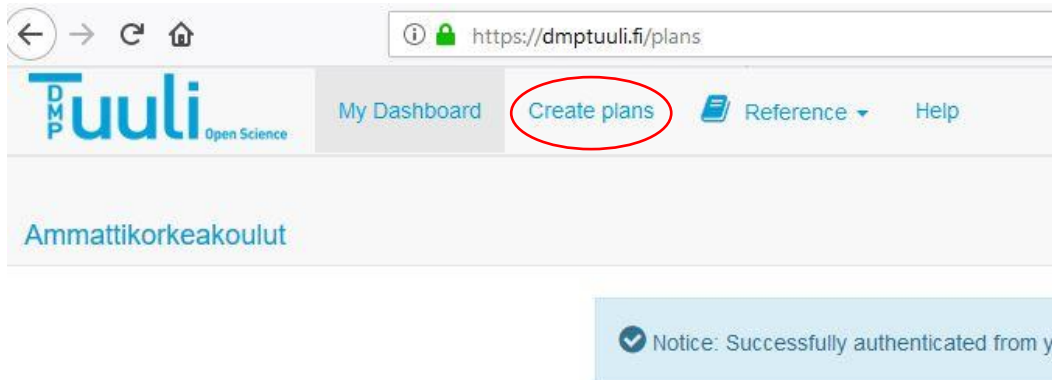 https://dmptuuli.fi/plans
DMP Tuuli Open Science
My Dashboard
Create plans
Reference
Help
Ammattikorkeakoulut
Notice: Successfully authenticated from y